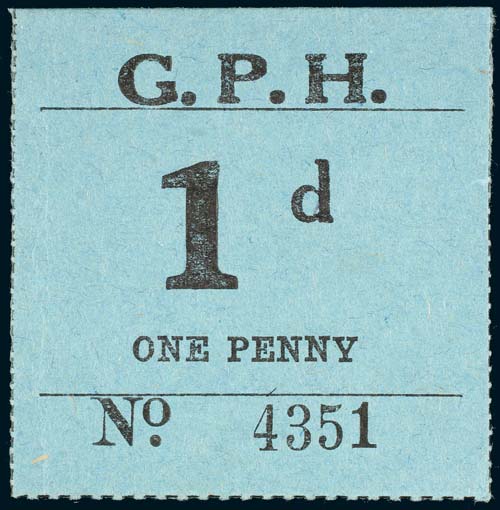 G. P. H.
1 d
ONE PENNY
No. 4351